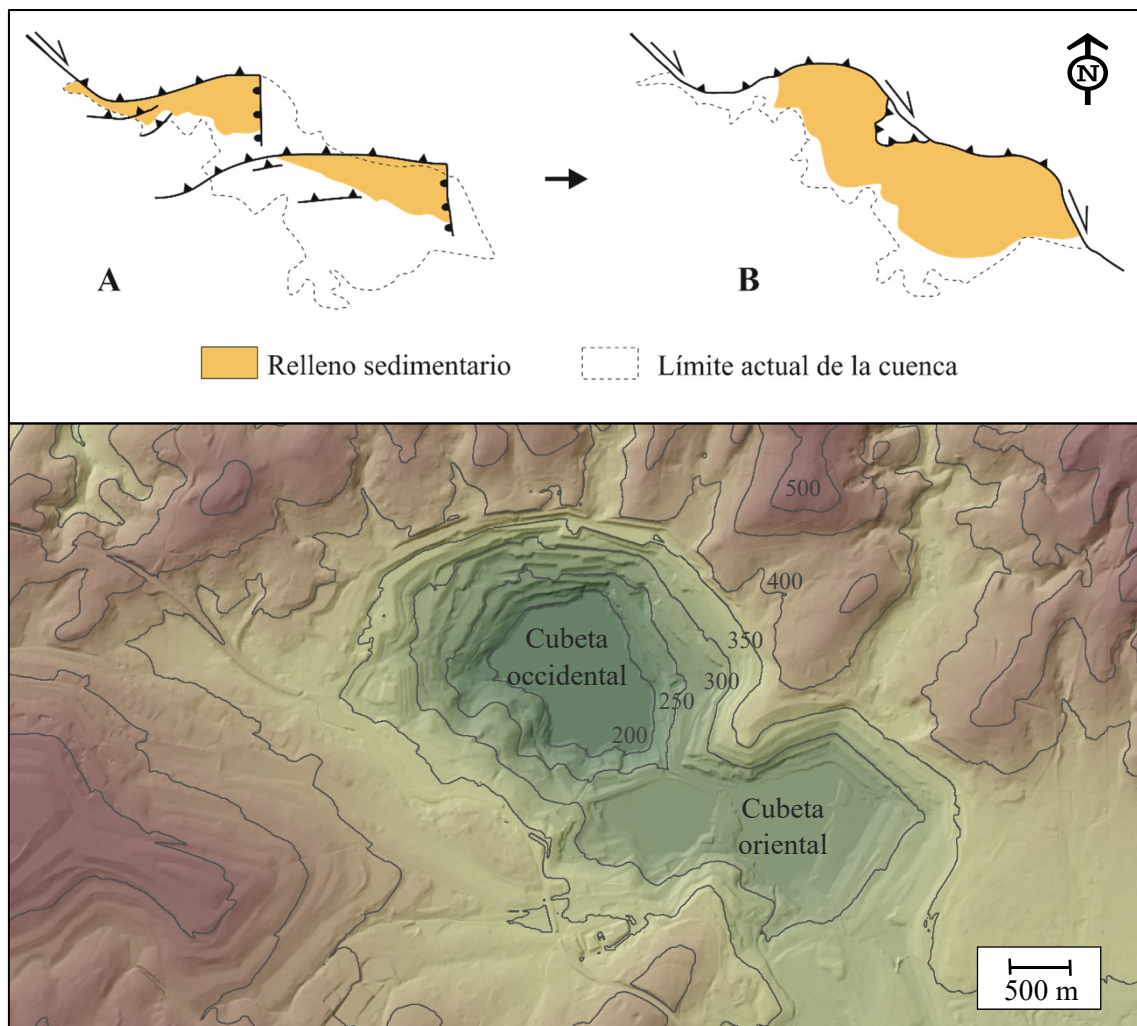 N
A
B
Relleno sedimentario
Límite actual de la cuenca
500
400
350
Cubeta
occidental
300
250
200
Cubeta
oriental
500 m